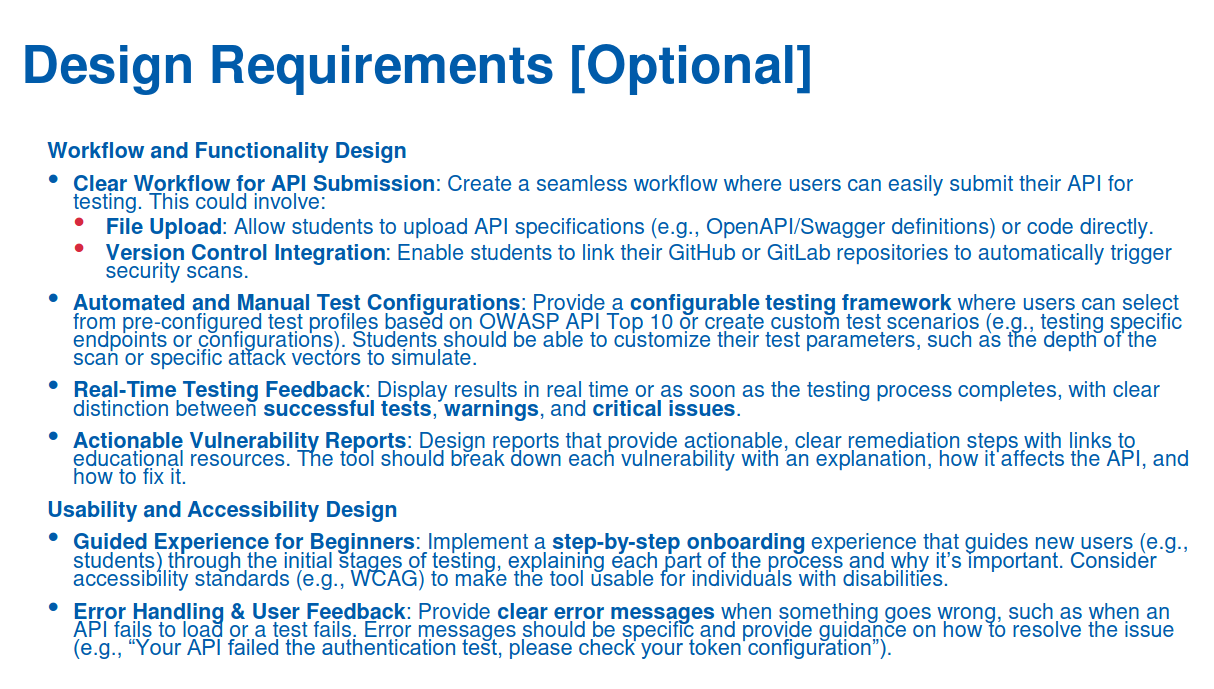 Design Requirements [Optional]
Workflow and Functionality Design
• Clear Workflow for API Submission: Create a seamless workflow where users can easily submit their API for
testing. This could involve:
• File Upload: Allow students to upload API specifications (e.g., OpenAPI/Swagger definitions) or code directly.
• Version Control Integration: Enable students to link their GitHub or GitLab repositories to automatically trigger
security scans.
• Automated and Manual Test Configurations: Provide a configurable testing framework where users can select
from pre-configured test profiles based on OWASP API Top 10 or create custom test scenarios (e.g., testing specific
endpoints or configurations). Students should be able to customize their test parameters, such as the depth of the
scan or specific attack vectors to simulate.
• Real-Time Testing Feedback: Display results in real time or as soon as the testing process completes, with clear
distinction between successful tests, warnings, and critical issues.
• Actionable Vulnerability Reports: Design reports that provide actionable, clear remediation steps with links to
educational resources. The tool should break down each vulnerability with an explanation, how it affects the API, and
how to fix it.
Usability and Accessibility Design
• Guided Experience for Beginners: Implement a step-by-step onboarding experience that guides new users (e.g.,
students) through the initial stages of testing, explaining each part of the process and why it’s important. Consider
accessibility standards (e.g., WCAG) to make the tool usable for individuals with disabilities.
• Error Handling & User Feedback: Provide clear error messages when something goes wrong, such as when an
API fails to load or a test fails. Error messages should be specific and provide guidance on how to resolve the issue
(e.g., “Your API failed the authentication test, please check your token configuration”).